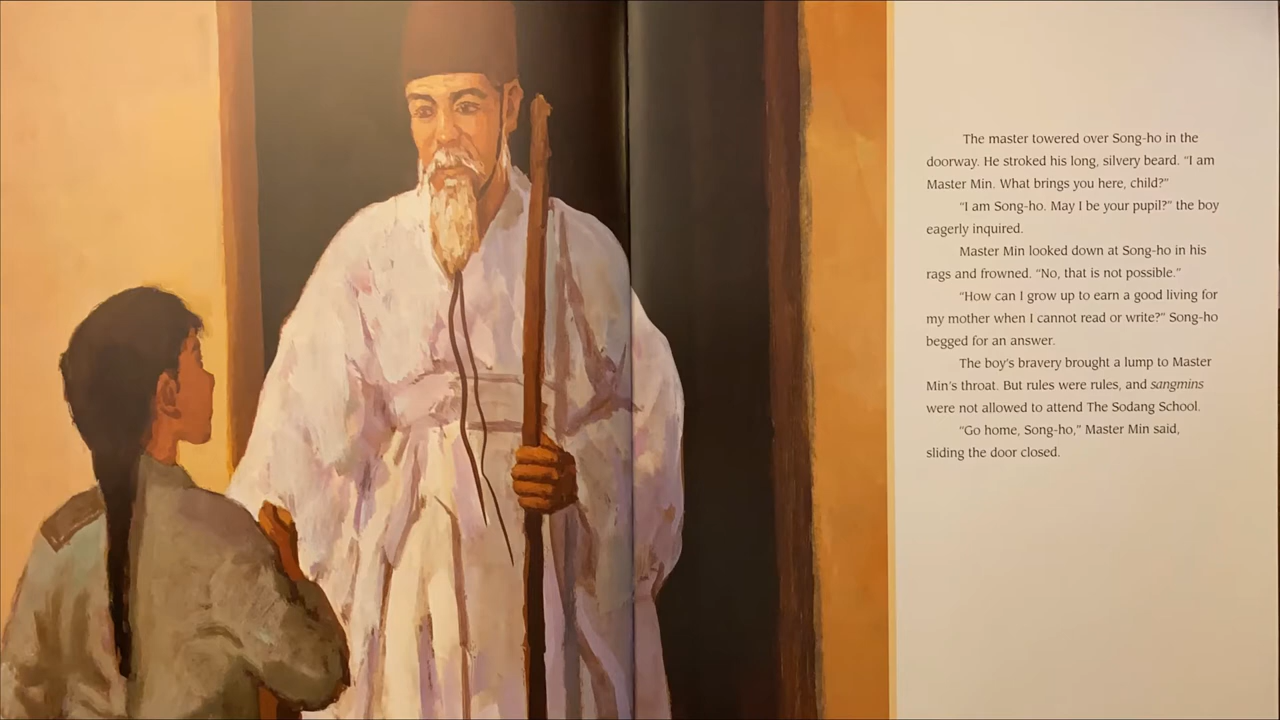 The master towered over Song-ho in the
doorway. He stroked his long, silvery beard. “I am
Master Min. What brings you here, child?”
“I am Song-ho. May I be your pupil?” the boy
eagerly inquired.
Master Min looked down at Song-ho in his
rags and frowned. “No, that is not possible.”
“How can I grow up to earn a good living for
my mother when I cannot read or write?” Song-ho
begged for an answer.
The boy’s bravery brought a lump to Master
Min’s throat. But rules were rules, and sangmins
were not allowed to attend The Sodang School.
“Go home, Song-ho,” Master Min said,
sliding the door closed.